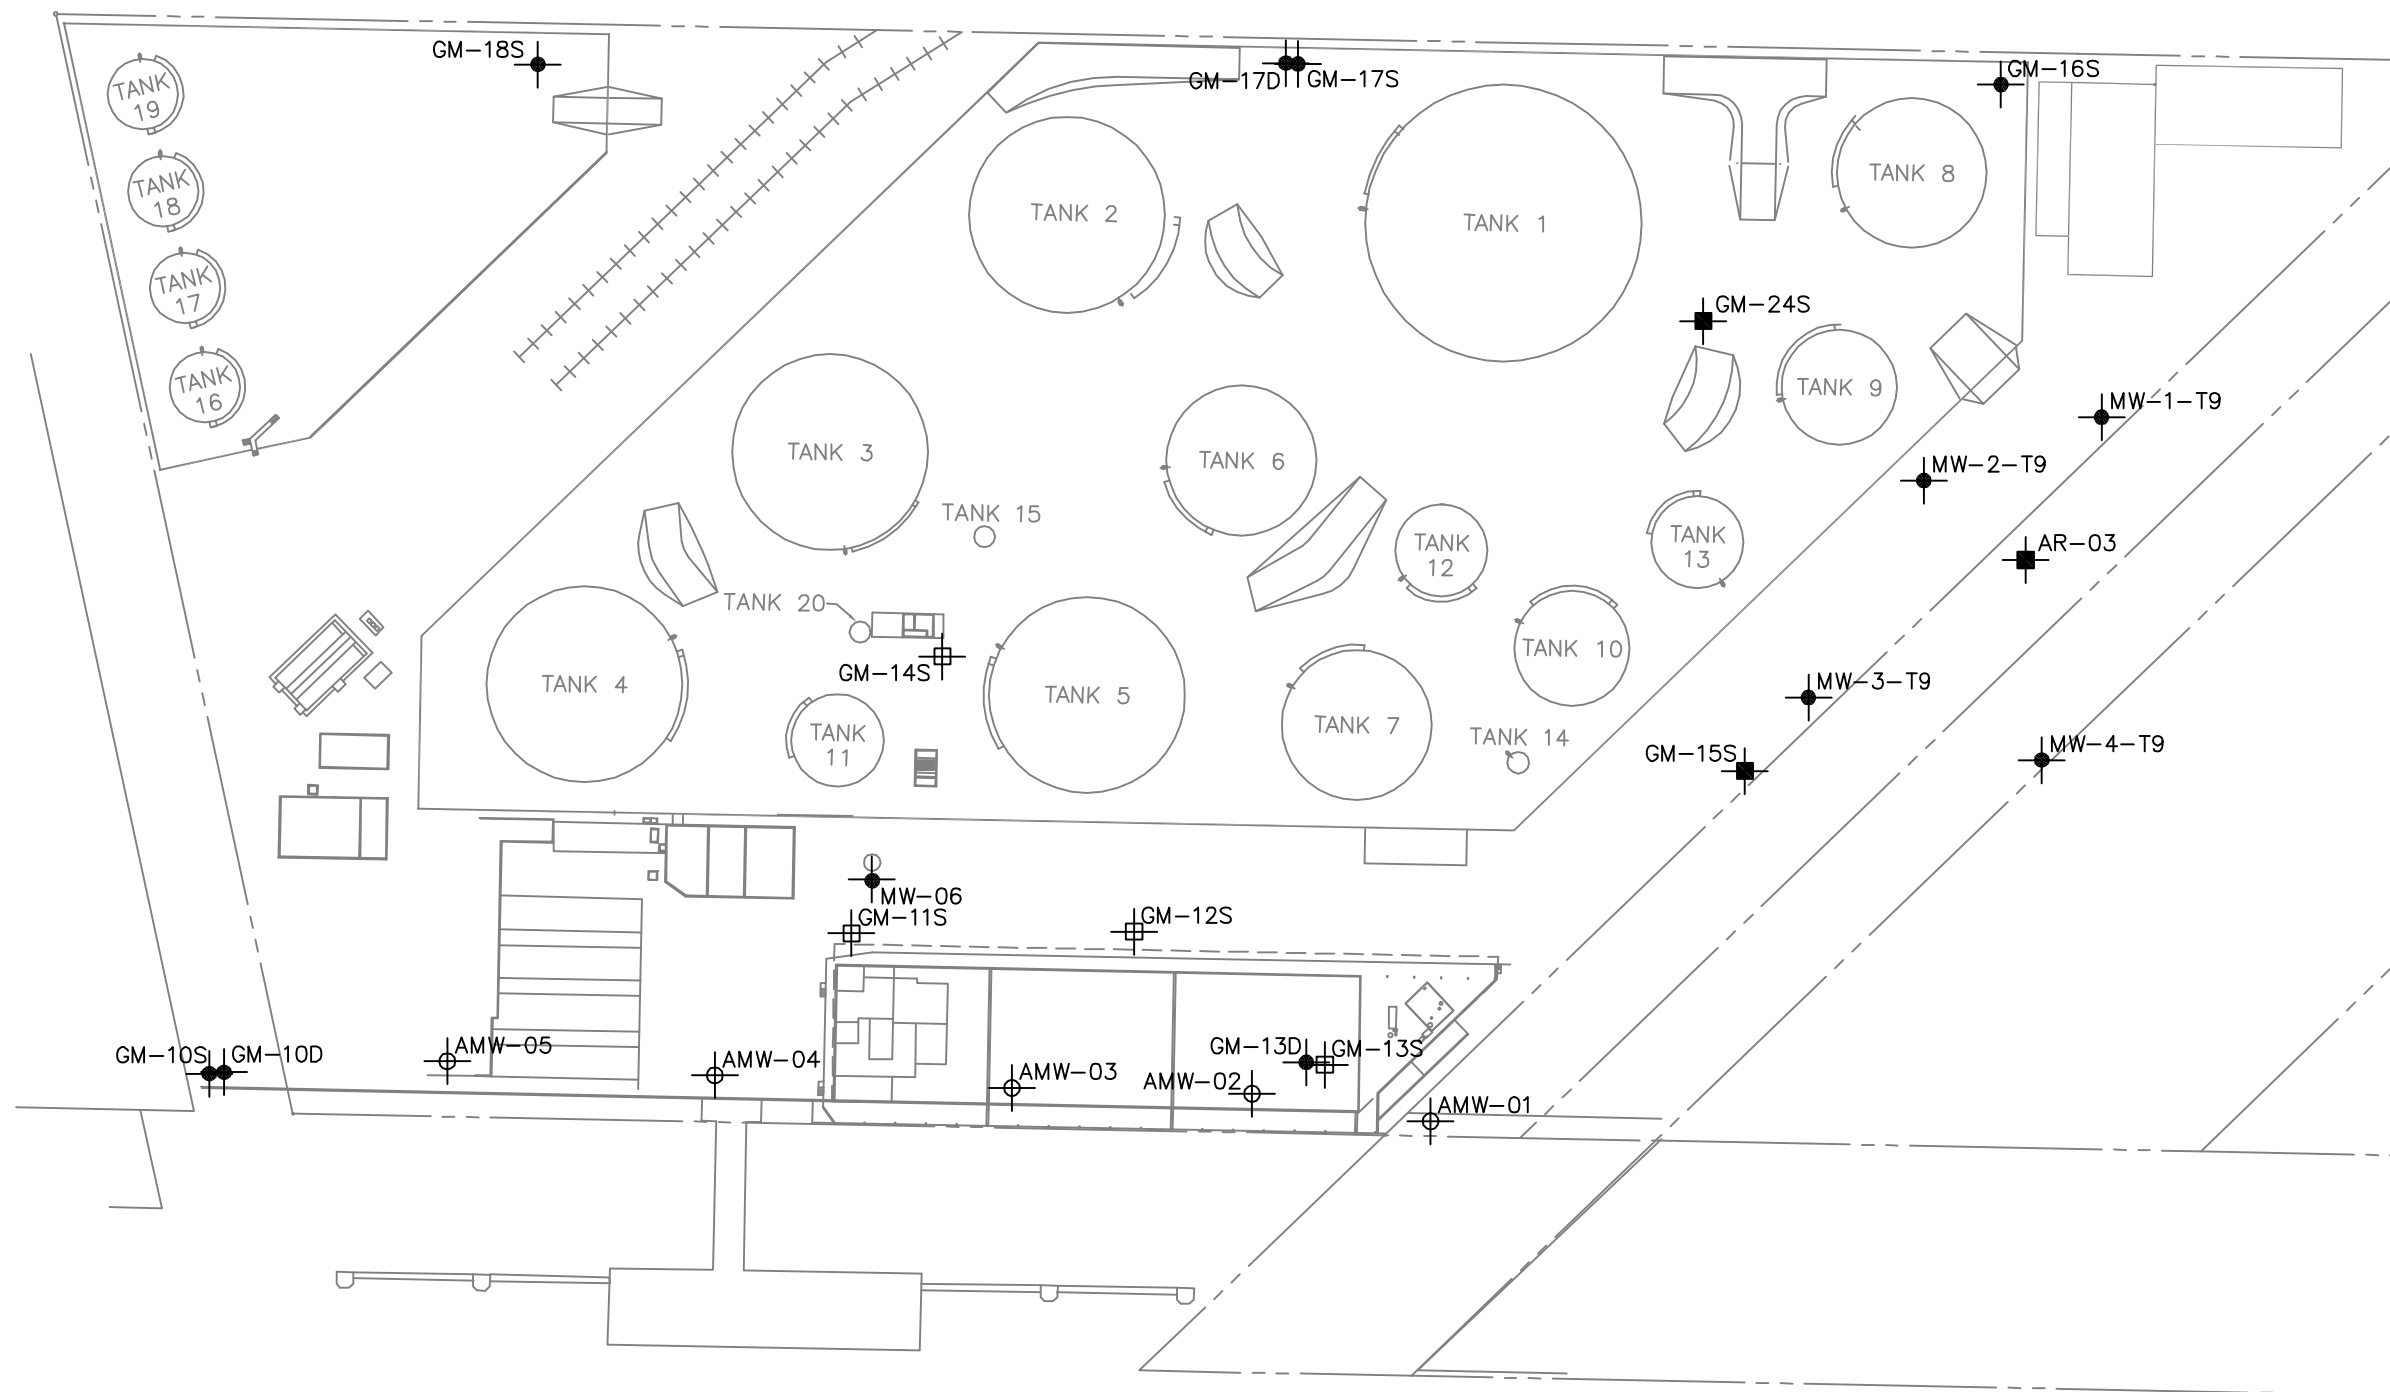 GM-18S
GM-17D
GM-17S
GM-16S
TANK
19
TANK
18
TANK
17
TANK
16
TANK 2
TANK 1
TANK 8
GM-24S
TANK 9
MW-1-T9
TANK 3
TANK 6
MW-2-T9
TANK 15
TANK
12
TANK
13
AR-03
TANK 20
TANK 10
GM-14S
TANK 4
TANK 5
TANK 7
MW-3-T9
TANK
11
TANK 14
GM-15S
MW-4-T9
MW-06
GM-11S
GM-12S
GM-10S
GM-10D
AMW-05
AMW-04
AMW-03
GM-13D
GM-13S
AMW-02
AMW-01